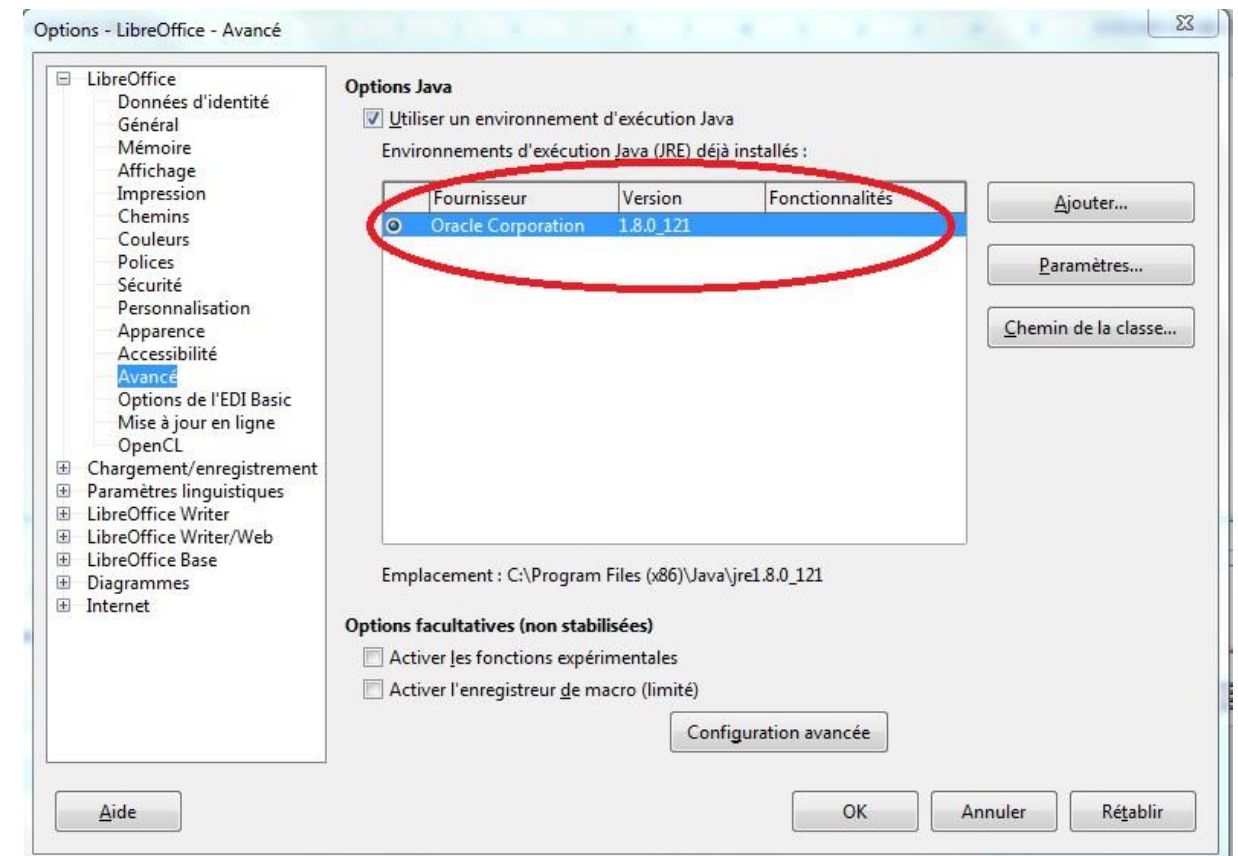 Options - LibreOffice - Avancé
LibreOffice
Données d'identité
Général
Mémoire
Affichage
Impression
Chemins
Couleurs
Polices
Sécurité
Personnalisation
Apparence
Accessibilité
Avancé
Options de l'EDI Basic
Mise à jour en ligne
OpenCL
Chargement/enregistrement
Paramètres linguistiques
LibreOffice Writer
LibreOffice Writer/Web
LibreOffice Base
Diagrammes
Internet
Options Java
Utiliser un environnement d'exécution Java
Environnements d'exécution Java (JRE) déjà installés :
Fournisseur Version Fonctionnalités
Oracle Corporation 1.8.0_121
Ajouter...
Paramètres...
Chemin de la classe...
Emplacement : C:\Program Files (x86)\Java\jre1.8.0_121
Options facultatives (non stabilisées)
Activer les fonctions expérimentales
Activer l'enregistreur de macro (limité)
Configuration avancée
Aide OK Annuler Rétablir